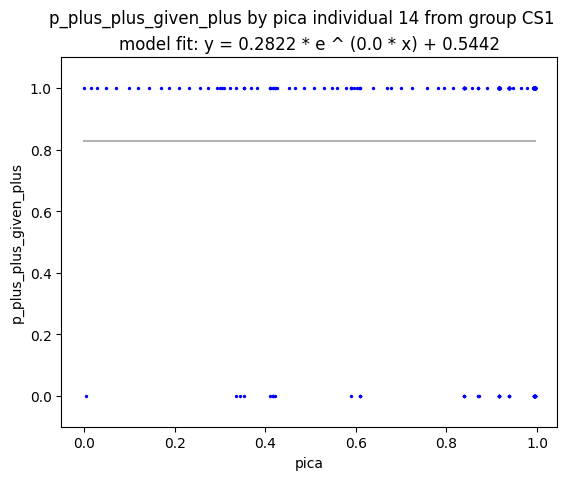 p_plus_plus_given_plus by pica individual 14 from group CS1
model fit: y = 0.2822 * e ^ (0.0 * x) + 0.5442
1.0
0.8
0.6
0.4
0.2
0.0
p_plus_plus_given_plus
0.0 0.2 0.4 0.6 0.8 1.0
pica